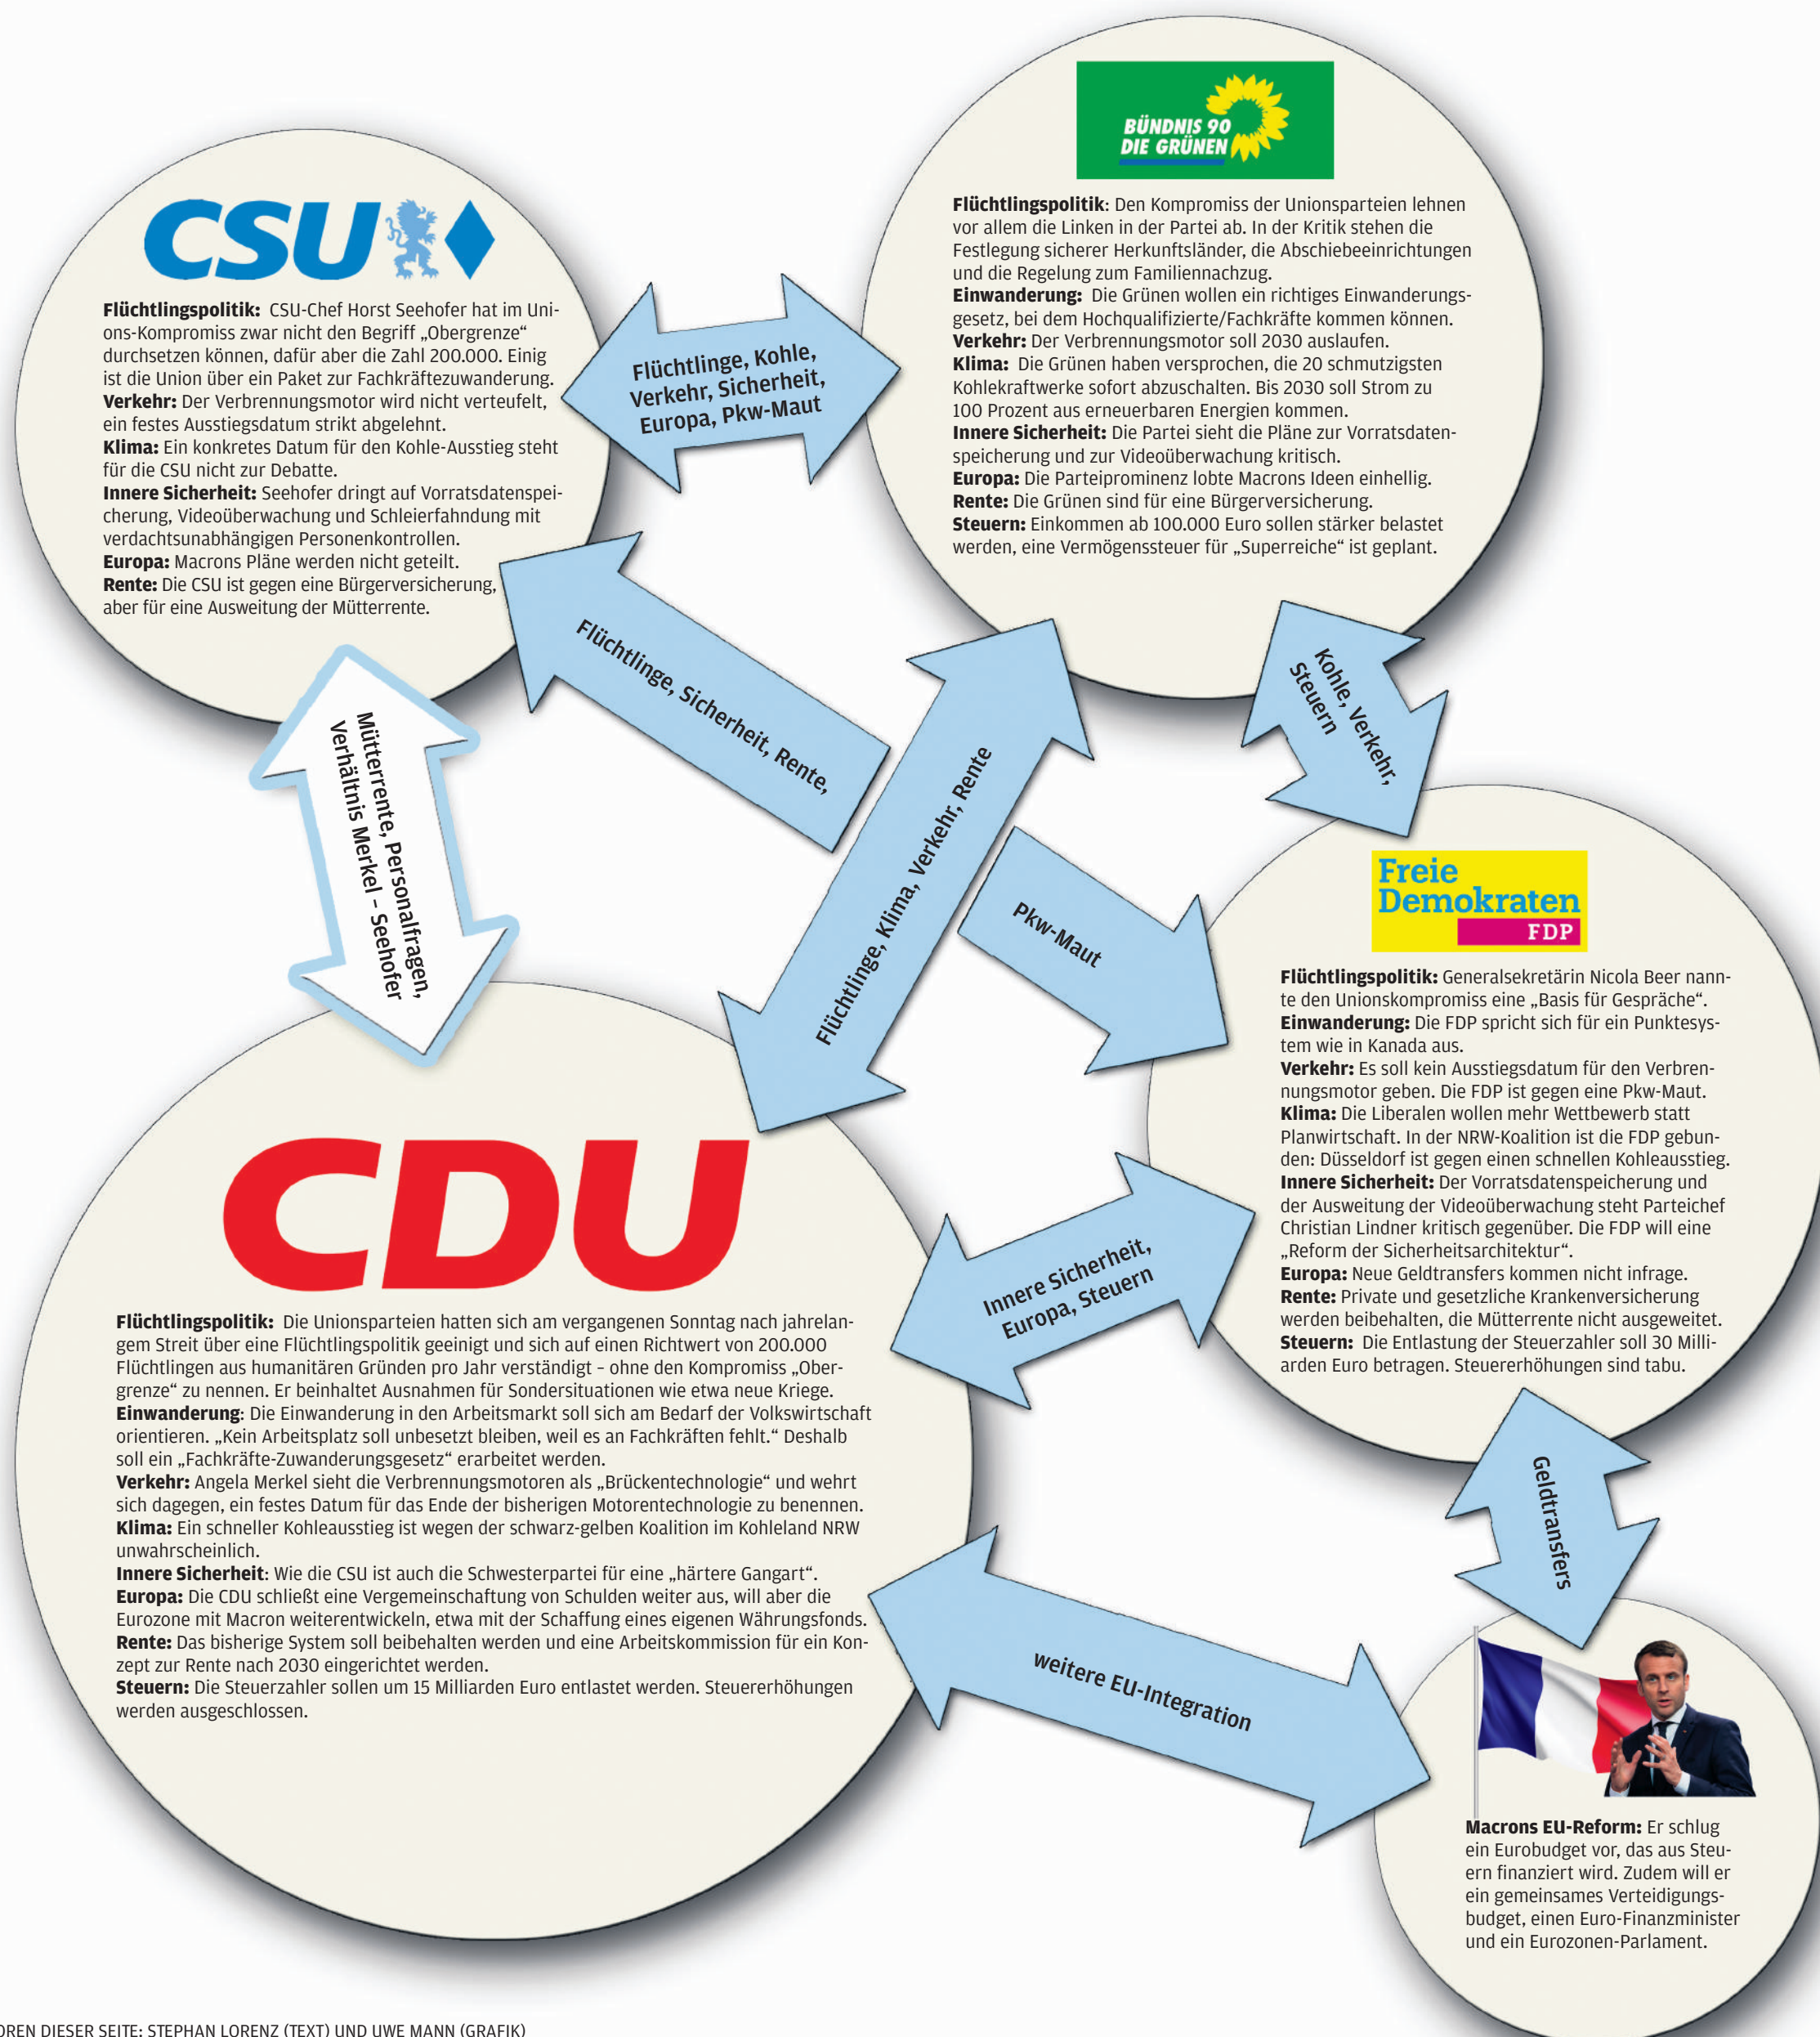 CSU
Flüchtlingspolitik: CSU-Chef Horst Seehofer hat im Uni-
ons-Kompromiss zwar nicht den Begriff „Obergrenze“
durchsetzen können, dafür aber die Zahl 200.000. Einig
ist die Union über ein Paket zur Fachkräftezuwanderung.
Verkehr: Der Verbrennungsmotor wird nicht verteufelt,
ein festes Ausstiegsdatum strikt abgelehnt.
Klima: Ein konkretes Datum für den Kohle-Ausstieg steht
für die CSU nicht zur Debatte.
Innere Sicherheit: Seehofer dringt auf Vorratsdatenspei-
cherung, Videoüberwachung und Schleierfahndung mit
verdachtsunabhängigen Personenkontrollen.
Europa: Macrons Pläne werden nicht geteilt.
Rente: Die CSU ist gegen eine Bürgerversicherung,
aber für eine Ausweitung der Mütterrente.
Flüchtlinge, Kohle,
Verkehr, Sicherheit,
Europa, Pkw-Maut
BÜNDNIS 90
DIE GRÜNEN
Flüchtlingspolitik: Den Kompromiss der Unionsparteien lehnen
vor allem die Linken in der Partei ab. In der Kritik stehen die
Festlegung sicherer Herkunftsländer, die Abschiebeeinrichtungen
und die Regelung zum Familiennachzug.
Einwanderung: Die Grünen wollen ein richtiges Einwanderungs-
gesetz, bei dem Hochqualifizierte/Fachkräfte kommen können.
Verkehr: Der Verbrennungsmotor soll 2030 auslaufen.
Klima: Die Grünen haben versprochen, die 20 schmutzigsten
Kohlekraftwerke sofort abzuschalten. Bis 2030 soll Strom zu
100 Prozent aus erneuerbaren Energien kommen.
Innere Sicherheit: Die Partei sieht die Pläne zur Vorratsdaten-
speicherung und zur Videoüberwachung kritisch.
Europa: Die Parteiprominenz lobte Macrons Ideen einhellig.
Rente: Die Grünen sind für eine Bürgerversicherung.
Steuern: Einkommen ab 100.000 Euro sollen stärker belastet
werden, eine Vermögenssteuer für „Superreiche“ ist geplant.
Flüchtlinge, Sicherheit, Rente,
Mütterrente, Personalfragen,
Verhältnis Merkel – Seehofer
Flüchtlinge, Klima, Verkehr, Rente
Kohle, Verkehr,
Steuern
Pkw-Maut
Freie
Demokraten
FDP
Flüchtlingspolitik: Generalsekretärin Nicola Beer nann-
te den Unionskompromiss eine „Basis für Gespräche“.
Einwanderung: Die FDP spricht sich für ein Punktesys-
tem wie in Kanada aus.
Verkehr: Es soll kein Ausstiegsdatum für den Verbren-
nungsmotor geben. Die FDP ist gegen eine Pkw-Maut.
Klima: Die Liberalen wollen mehr Wettbewerb statt
Planwirtschaft. In der NRW-Koalition ist die FDP gebun-
den: Düsseldorf ist gegen einen schnellen Kohleausstieg.
Innere Sicherheit: Der Vorratsdatenspeicherung und
der Ausweitung der Videoüberwachung steht Parteichef
Christian Lindner kritisch gegenüber. Die FDP will eine
„Reform der Sicherheitsarchitektur“.
Europa: Neue Geldtransfers kommen nicht infrage.
Rente: Private und gesetzliche Krankenversicherung
werden beibehalten, die Mütterrente nicht ausgeweitet.
Steuern: Die Entlastung der Steuerzahler soll 30 Milli-
arden Euro betragen. Steuererhöhungen sind tabu.
CDU
Flüchtlingspolitik: Die Unionsparteien hatten sich am vergangenen Sonntag nach jahrelan-
gem Streit über eine Flüchtlingspolitik geeinigt und sich auf einen Richtwert von 200.000
Flüchtlingen aus humanitären Gründen pro Jahr verständigt – ohne den Kompromiss „Ober-
grenze“ zu nennen. Er beinhaltet Ausnahmen für Sondersituationen wie etwa neue Kriege.
Einwanderung: Die Einwanderung in den Arbeitsmarkt soll sich am Bedarf der Volkswirtschaft
orientieren. „Kein Arbeitsplatz soll unbesetzt bleiben, weil es an Fachkräften fehlt.“ Deshalb
soll ein „Fachkräfte-Zuwanderungsgesetz“ erarbeitet werden.
Verkehr: Angela Merkel sieht die Verbrennungsmotoren als „Brückentechnologie“ und wehrt
sich dagegen, ein festes Datum für das Ende der bisherigen Motorentechnologie zu benennen.
Klima: Ein schneller Kohleausstieg ist wegen der schwarz-gelben Koalition im Kohleland NRW
unwahrscheinlich.
Innere Sicherheit: Wie die CSU ist auch die Schwesterpartei für eine „härtere Gangart“.
Europa: Die CDU schließt eine Vergemeinschaftung von Schulden weiter aus, will aber die
Eurozone mit Macron weiterentwickeln, etwa mit der Schaffung eines eigenen Währungsfonds.
Rente: Das bisherige System soll beibehalten werden und eine Arbeitskommission für ein Kon-
zept zur Rente nach 2030 eingerichtet werden.
Steuern: Die Steuerzahler sollen um 15 Milliarden Euro entlastet werden. Steuererhöhungen
werden ausgeschlossen.
Innere Sicherheit,
Europa, Steuern
Geldtransfers
weitere EU-Integration
Macrons EU-Reform: Er schlug
ein Eurobudget vor, das aus Steu-
ern finanziert wird. Zudem will er
ein gemeinsames Verteidigungs-
budget, einen Euro-Finanzminister
und ein Eurozonen-Parlament.
OREN DIESER SEITE: STEPHAN LORENZ (TEXT) UND UWE MANN (GRAFIK)